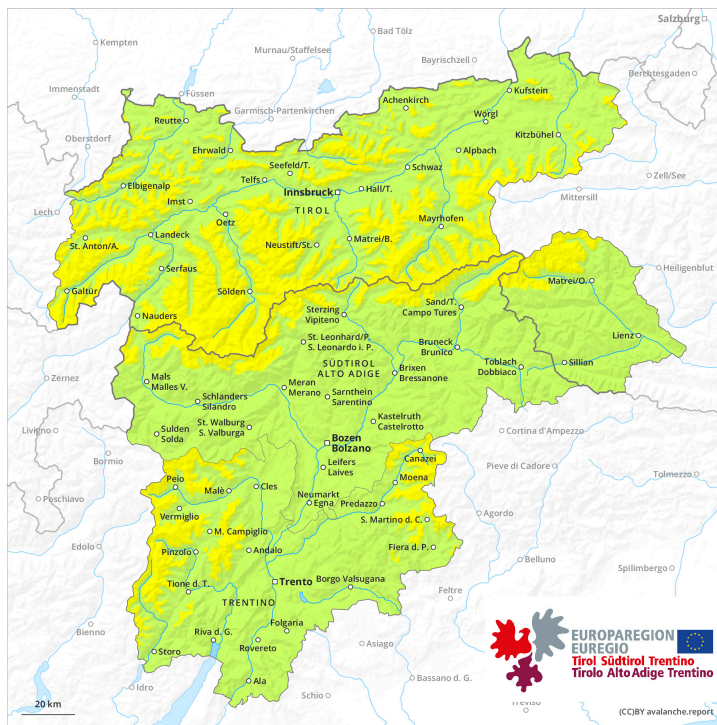 Salzburg
Bad Tölz
Kempten
Murnau/Staffelsee
Bayrischzell
Berchtesgaden
Immenstadt
Füssen
Garmisch-Partenkirchen
Achenkirch
Kufstein
Reutte
Wörgl
Oberstdorf
Ehrwald
Kitzbühel
Seefeld/T.
Alpbach
Schwaz
Telfs
Zell/See
Elbigenalp
Innsbruck
Hall/T.
Mittersill
Imst
TIROL
Lech
Oetz
Mayrhofen
Landeck
St. Anton/A.
Neustift/St.
Matrei/B.
Serfaus
Heiligenblut
Matrei/O.
Galtür
Sölden
Sand/T.
Campo Tures
Nauders
Sterzing
Vipiteno
Lienz
St. Leonhard/P.
S. Leonardo i. P.
Bruneck
Brunico
Toblach
Dobbiaco
Sillian
SÜDTIROL
ALTO ADIGE
Brixen
Bressanone
Zernez
Mals
Malles V.
Meran
Merano
Sarnthein
Sarentino
Schlanders
Silandro
Kastelruth
Castelrotto
St. Walburg
S. Valburga
Livigno
Sulden
Solda
Cortina d'Ampezzo
Bozen
Bolzano
Bormio
Canazei
Leifers
Laives
Pieve di Cadore
Tolmezzo
Peio
Moena
Poschiavo
Malè
Cles
Neumarkt
Egna
Predazzo
Agordo
Vermiglio
S. Martino d. C.
M. Campiglio
Edolo
Pinzolo
Andalo
Fiera d. P.
Belluno
Spilimbergo
Trento
Borgo Valsugana
Tione d. T.
Feltre
TRENTINO
Folgaria
Bienno
Riva d. G.
Rovereto
Asiago
Storo
Bassano d. G.
Ala
Idro
Schio
Treviso
EUROPAREGION
EUREGIO
Tirol Südtirol Trentino
Tirolo Alto Adige Trentino
20 km
(CC)BY avalanche.report